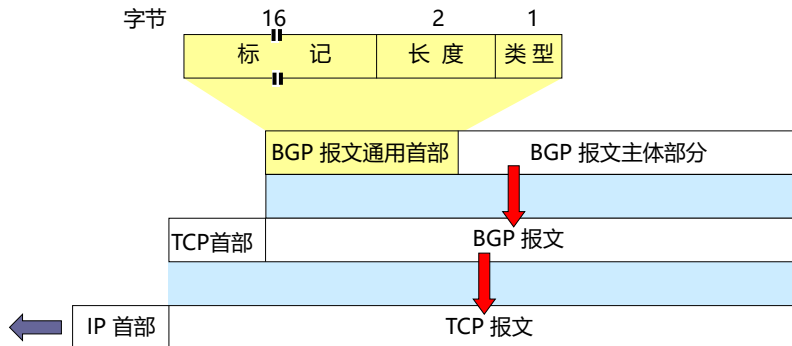 字节 16 2 1
标 记 长 度 类 型
BGP 报文通用首部 BGP 报文主体部分
TCP首部 BGP 报文
IP 首部 TCP 报文